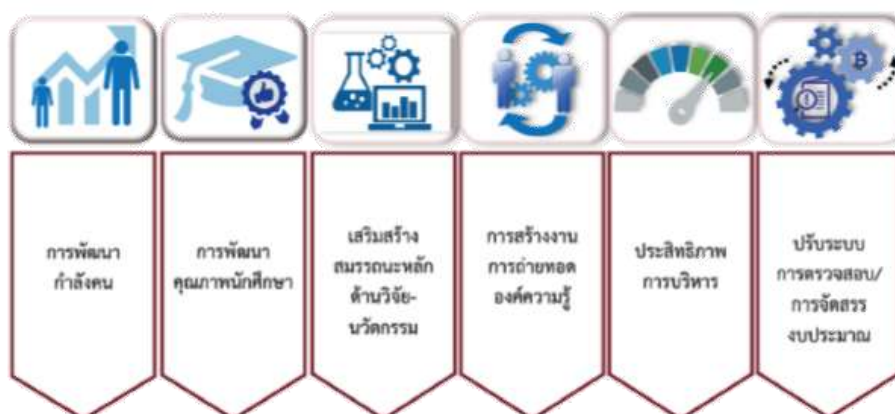 การพัฒนา
กำลังคน
การพัฒนา
คุณภาพนักศึกษา
เสริมสร้าง
สมรรถนะหลัก
ด้านวิจัย-
นวัตกรรม
การสร้างงาน
การถ่ายทอด
องค์ความรู้
ประสิทธิภาพ
การบริหาร
ปรับระบบ
การตรวจสอบ/
การจัดสรร
งบประมาณ